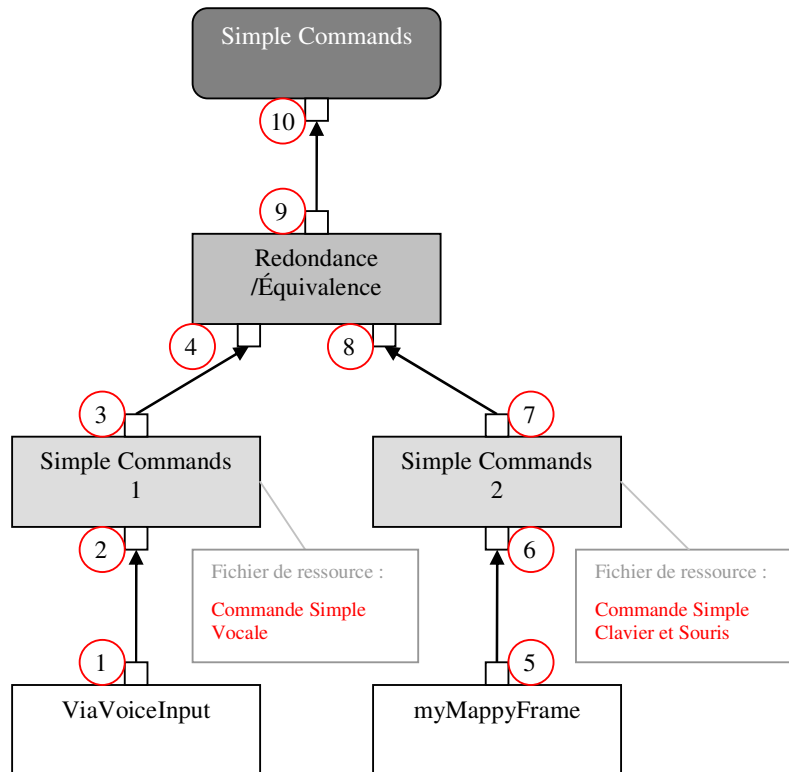 Simple Commands
10
9
Redondance
/Équivalence
4
8
3
7
Simple Commands
1
Simple Commands
2
2
6
Fichier de ressource :
Commande Simple
Vocale
Fichier de ressource :
Commande Simple
Clavier et Souris
1
5
ViaVoiceInput
myMappyFrame